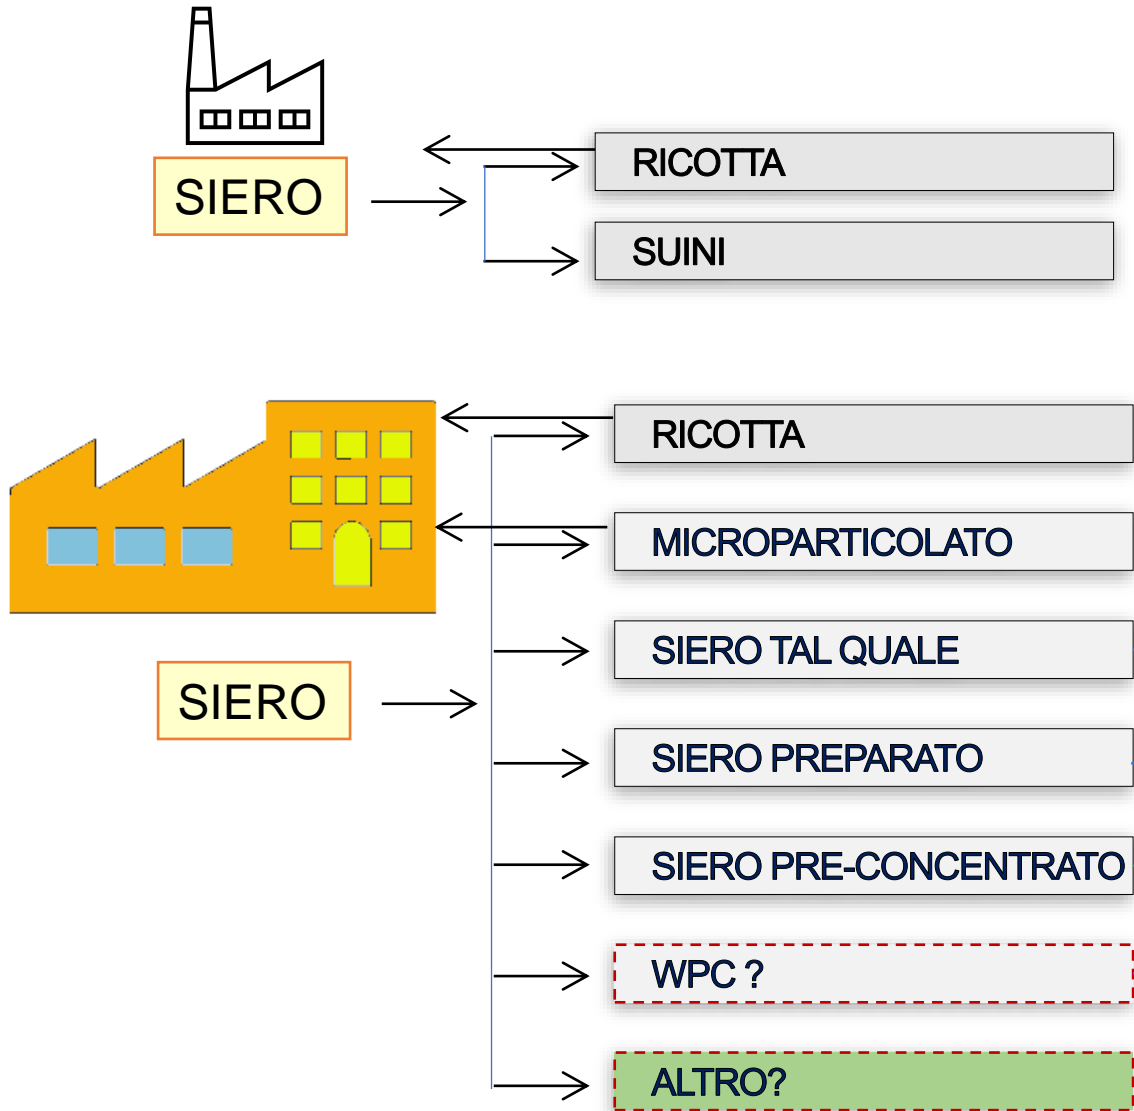 SIERO
RICOTTA
SUINI
RICOTTA
MICROPARTICOLATO
SIERO TAL QUALE
SIERO
SIERO PREPARATO
SIERO PRE-CONCENTRATO
WPC ?
ALTRO?